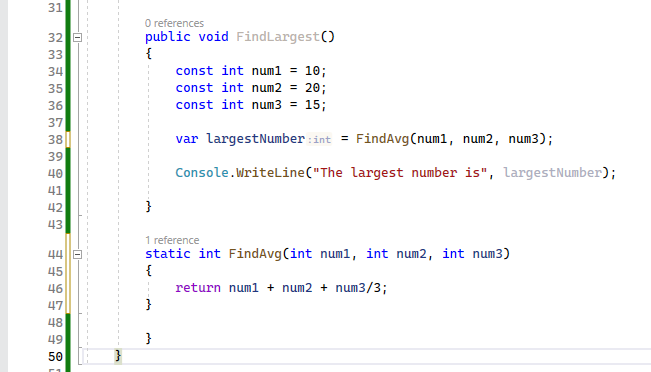 31
0 references
32 public void FindLargest()
33 {
34 const int num1 = 10;
35 const int num2 = 20;
36 const int num3 = 15;
37
38 var largestNumber:int = FindAvg(num1, num2, num3);
39
40 Console.WriteLine("The largest number is", largestNumber);
41
42 }
43
1 reference
44 static int FindAvg(int num1, int num2, int num3)
45 {
46 return num1 + num2 + num3/3;
47 }
48
49 }
50 }